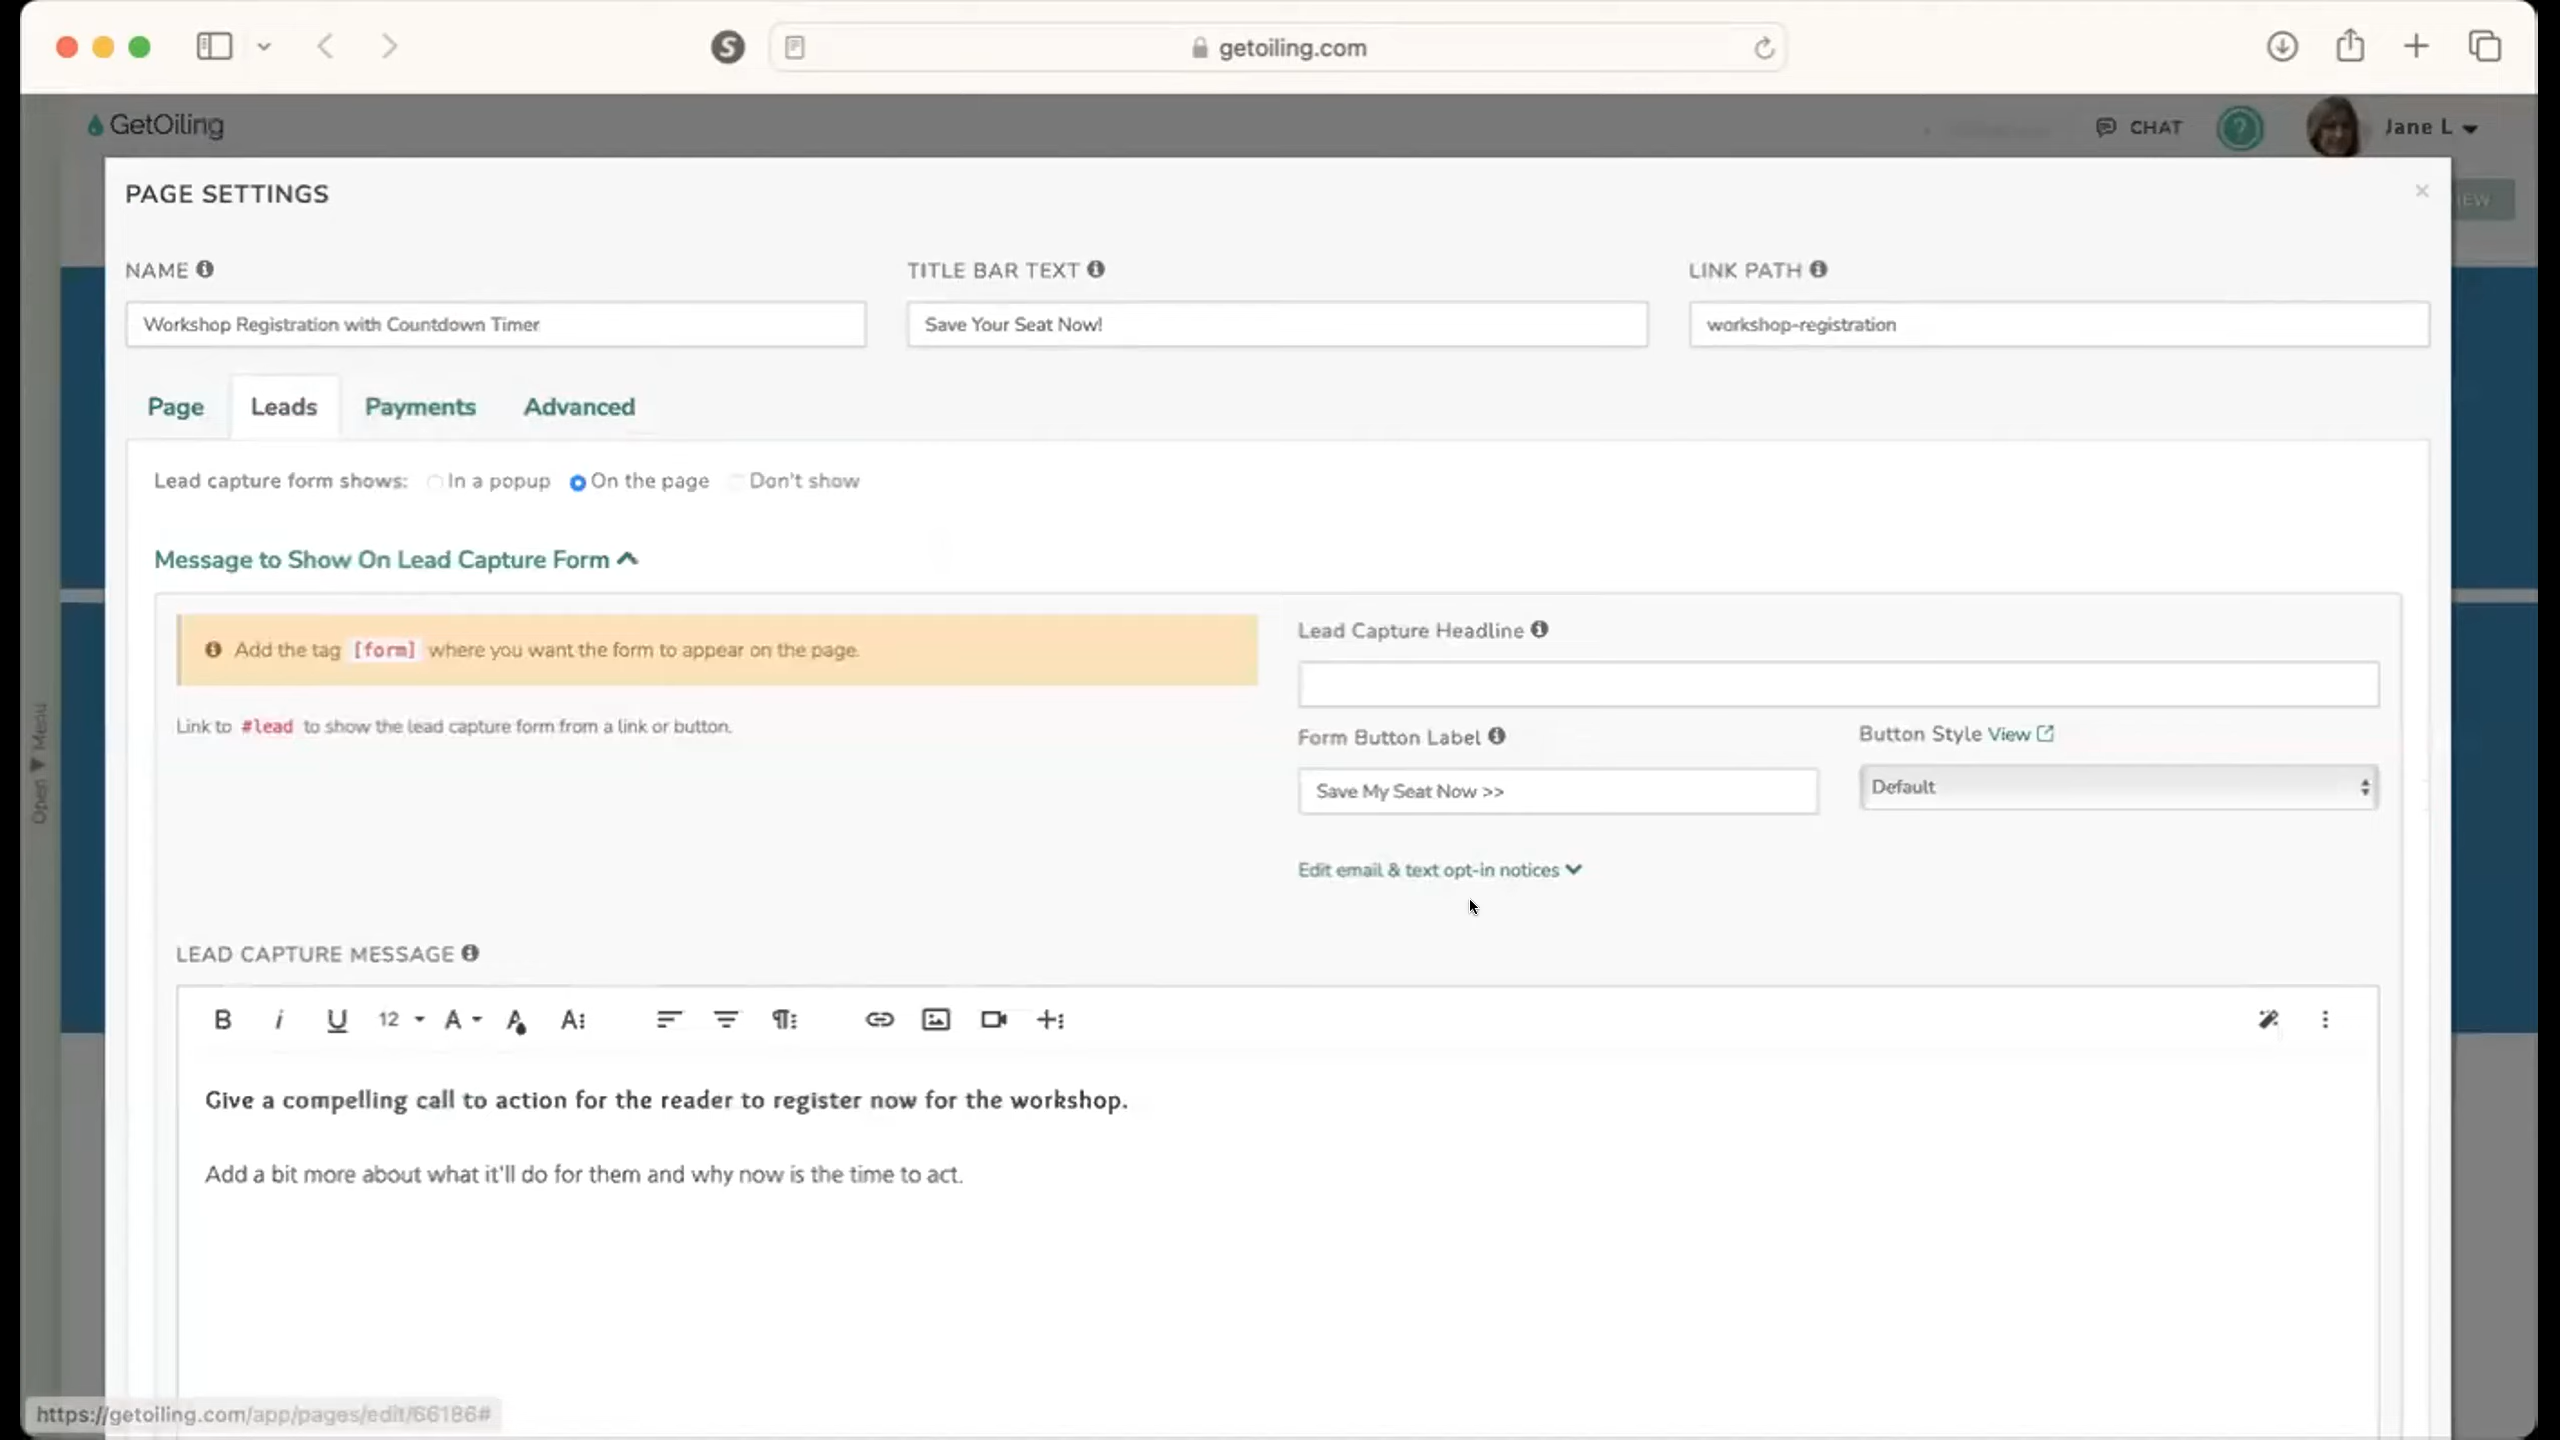 getoiling.com
GetOiling
CHAT
Jane L
PAGE SETTINGS
×
NAME
TITLE BAR TEXT
LINK PATH
Workshop Registration with Countdown Timer
Save Your Seat Now!
workshop-registration
Page
Leads
Payments
Advanced
Lead capture form shows: In a popup On the page Don't show
Message to Show On Lead Capture Form
Add the tag [form] where you want the form to appear on the page.
Lead Capture Headline
Link to #lead to show the lead capture form from a link or button.
Form Button Label
Button Style View
Save My Seat Now >>
Default
Open ▼ Menu
Edit email & text opt-in notices
LEAD CAPTURE MESSAGE
B i U 12 A A A
Give a compelling call to action for the reader to register now for the workshop.
Add a bit more about what it'll do for them and why now is the time to act.
https://getoiling.com/app/pages/edit/66186#